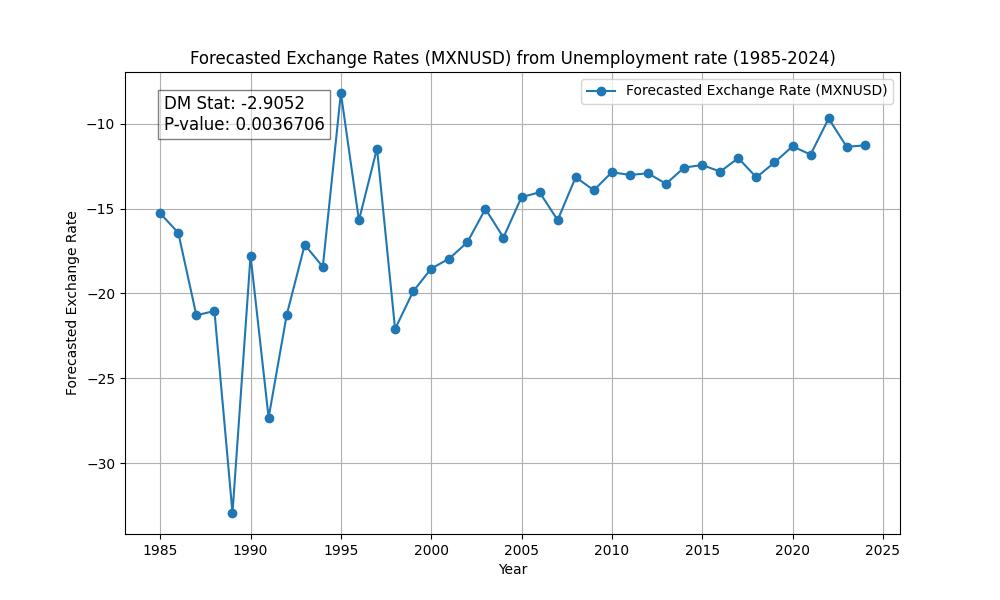 Forecasted Exchange Rates (MXNUSD) from Unemployment rate (1985-2024)
DM Stat: -2.9052
P-value: 0.0036706
Forecasted Exchange Rate (MXNUSD)
Forecasted Exchange Rate
−10
−15
−20
−25
−30
1985 1990 1995 2000 2005 2010 2015 2020 2025
Year